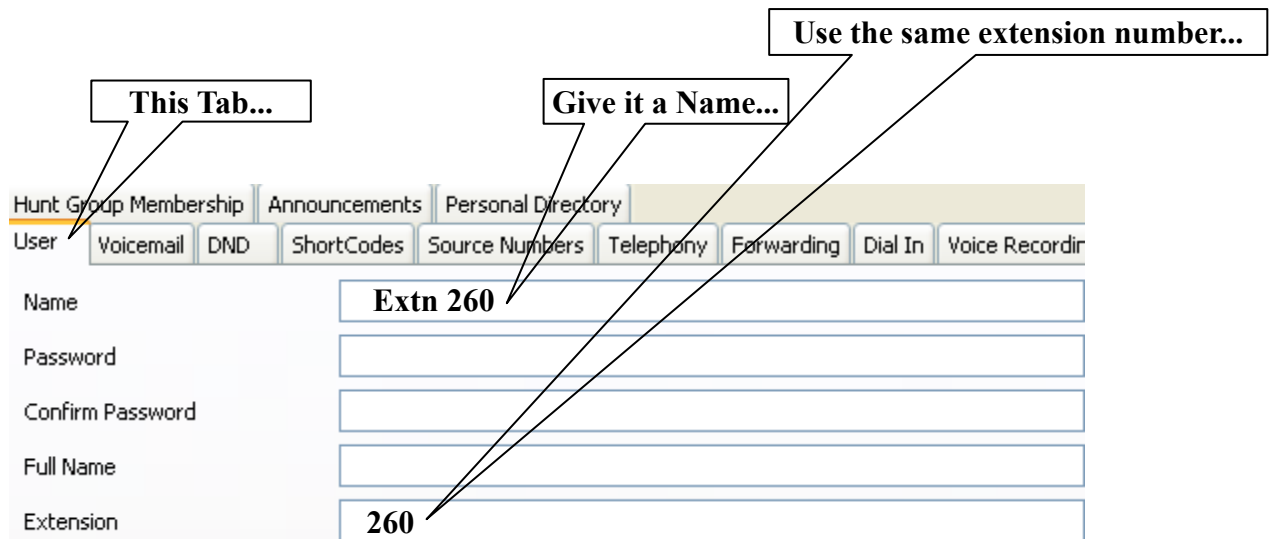 Use the same extension number...
This Tab...
Give it a Name...
Hunt Group Membership Announcements Personal Directory
User Voicemail DND ShortCodes Source Numbers Telephony Forwarding Dial In Voice Recordin
Name Extn 260
Password
Confirm Password
Full Name
Extension 260